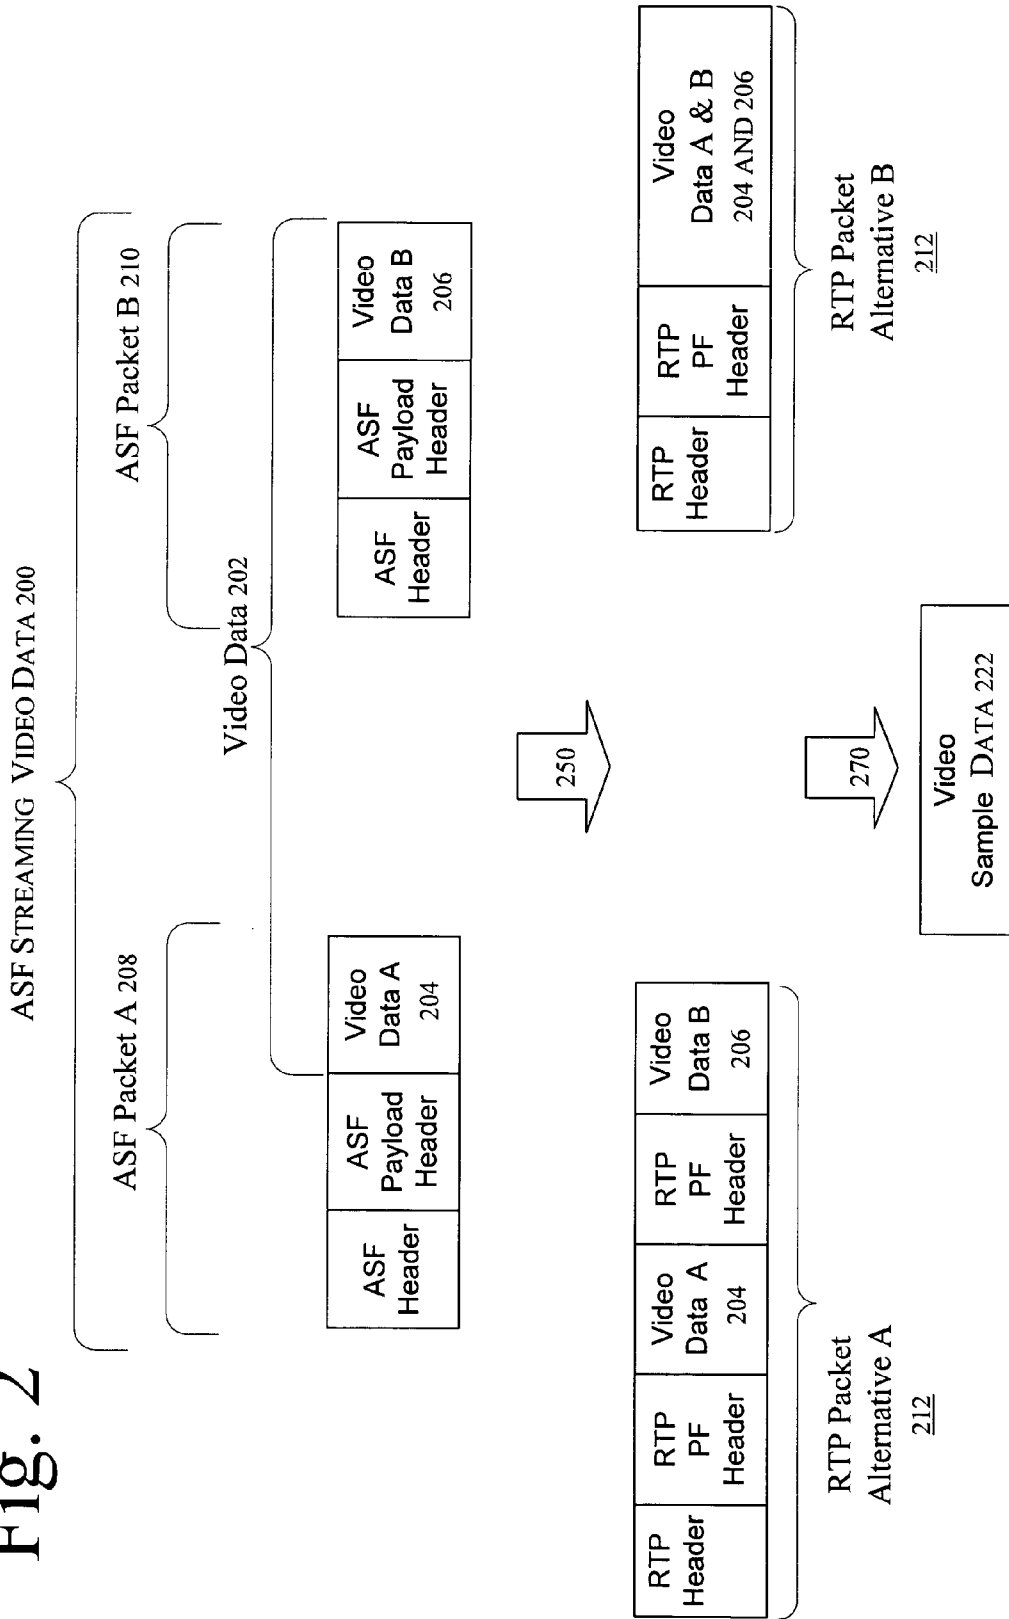 Fig. 2
ASF STREAMING VIDEO DATA 200
ASF Packet A 208
ASF Packet B 210
Video Data 202
ASF
Header
ASF
Payload
Header
Video
Data A
204
ASF
Header
ASF
Payload
Header
Video
Data B
206
250
RTP
Header
RTP
PF
Header
Video
Data A
204
RTP
PF
Header
Video
Data B
206
RTP Packet
Alternative A
212
RTP
Header
RTP
PF
Header
Video
Data A & B
204 AND 206
RTP Packet
Alternative B
212
270
Video
Sample DATA 222